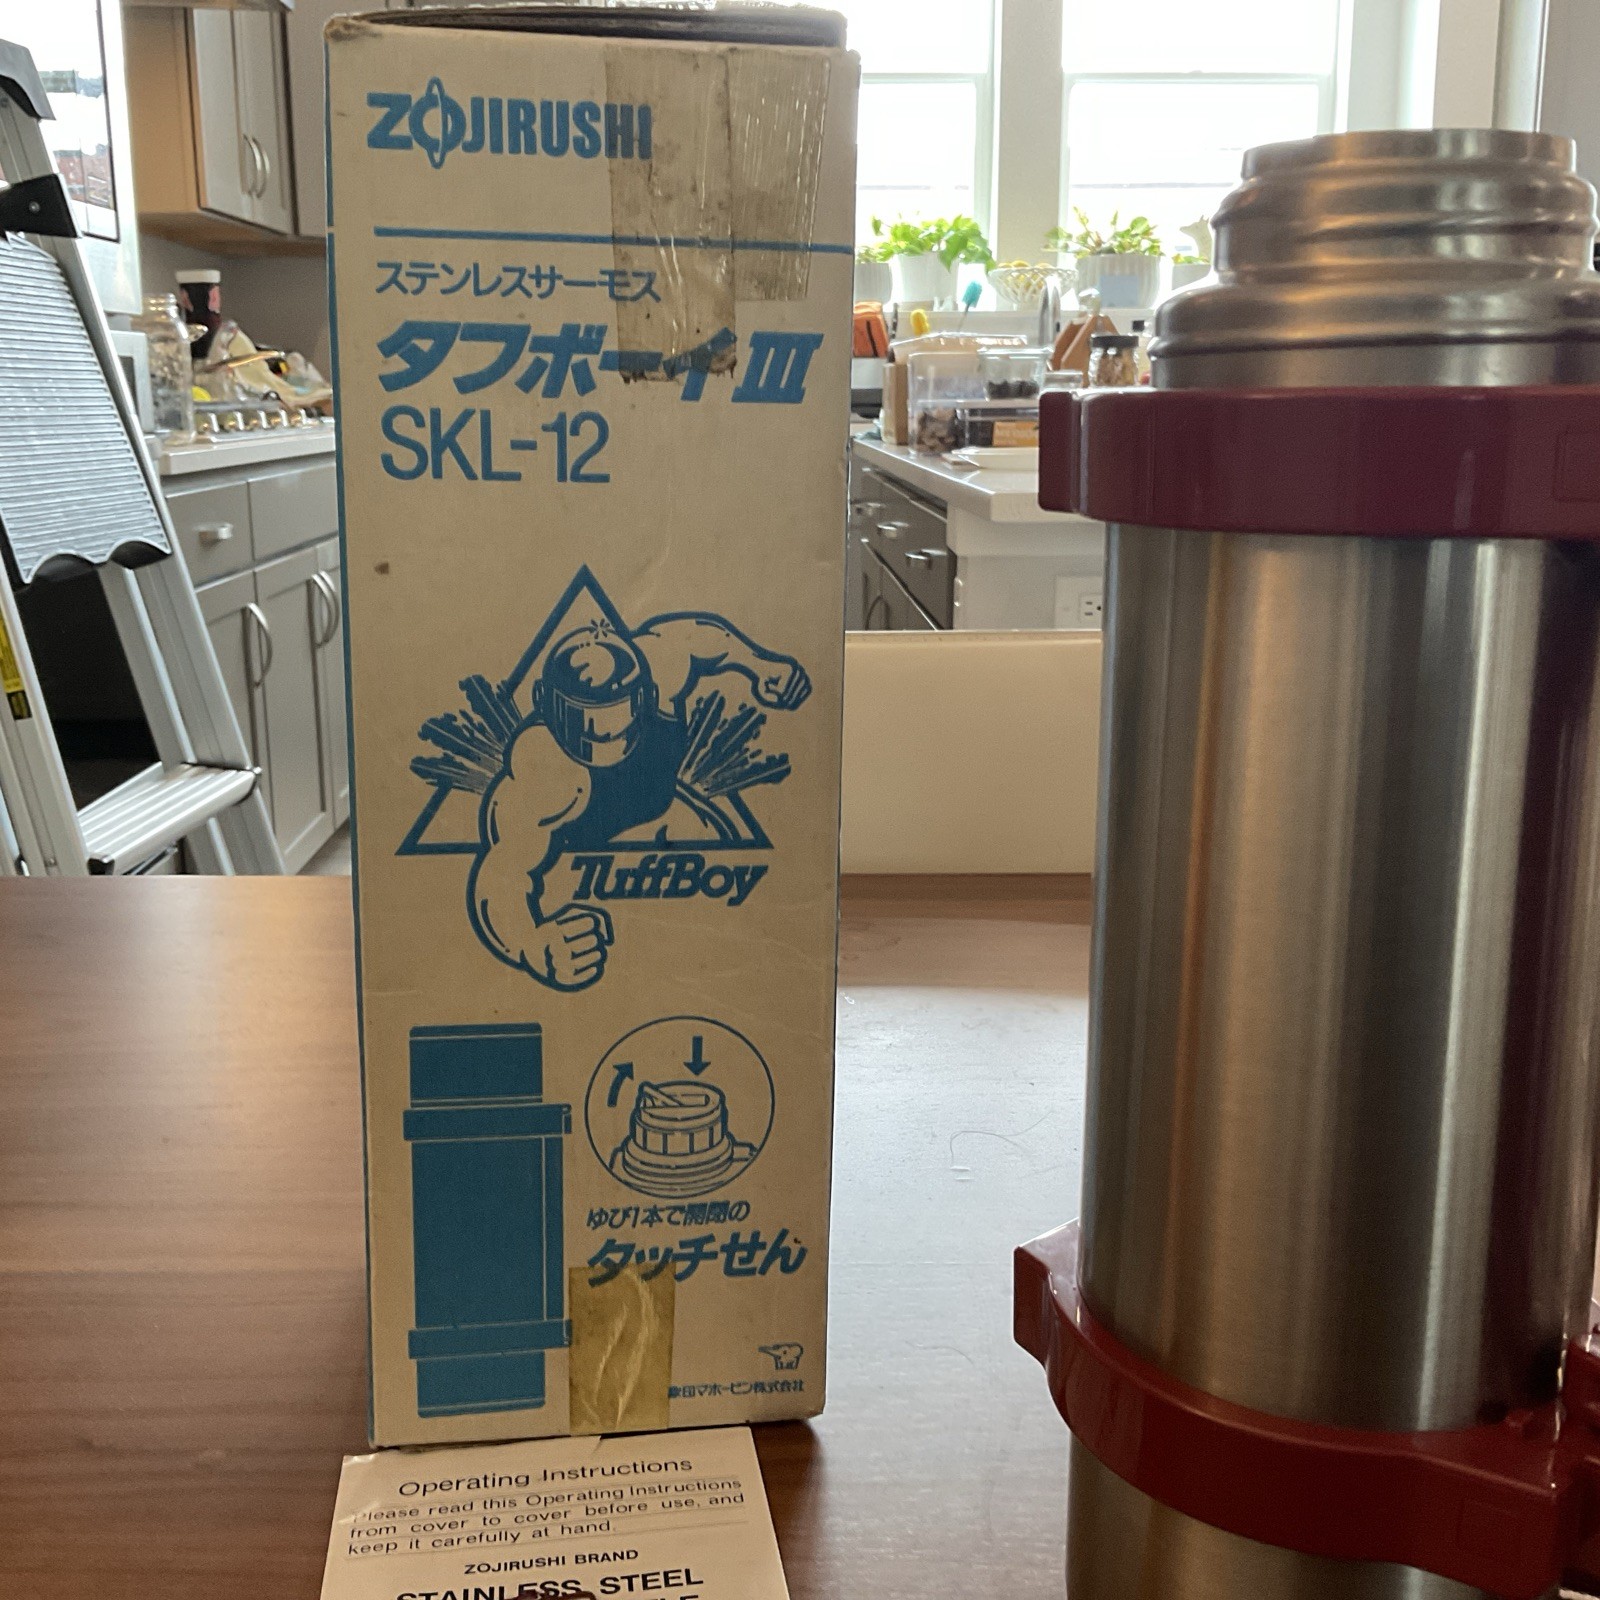 ZOJIRUSHI
ステンレスサーモス
タフボーイIII
SKL-12
TuffBoy
ゆび1本で開閉の
タッチせん
象印マホービン株式会社
Operating Instructions
Please read this Operating Instructions
from cover to cover before use, and
keep it carefully at hand.
ZOJIRUSHI BRAND
STAINLESS STEEL